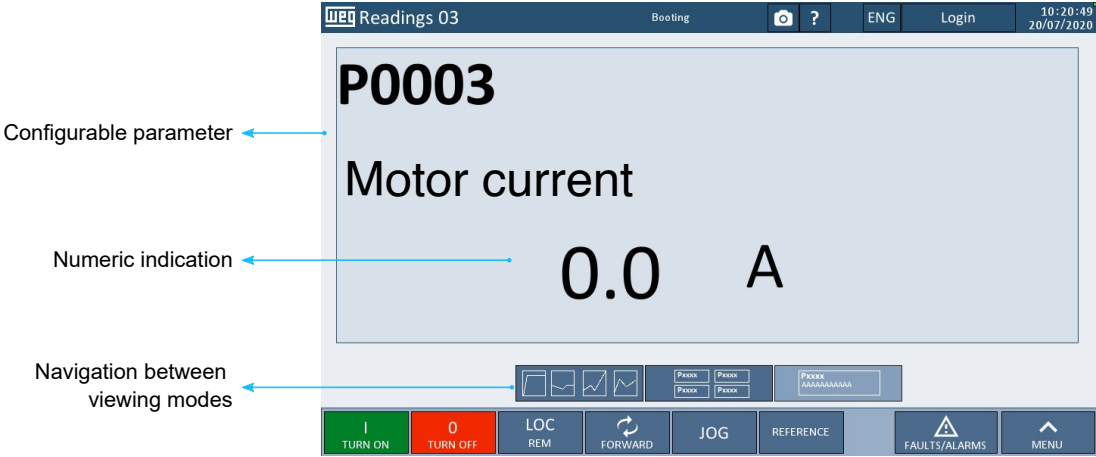 WEG Readings 03 Booting ? ENG Login 10:20:49
20/07/2020
P0003
Configurable parameter
Motor current
Numeric indication
0.0 A
Navigation between
viewing modes
Pxxxx Pxxxx
Pxxxx Pxxxx
Pxxxx
AAAAAAAAAAA
I
TURN ON
0
TURN OFF
LOC
REM
FORWARD
JOG
REFERENCE
FAULTS/ALARMS
MENU